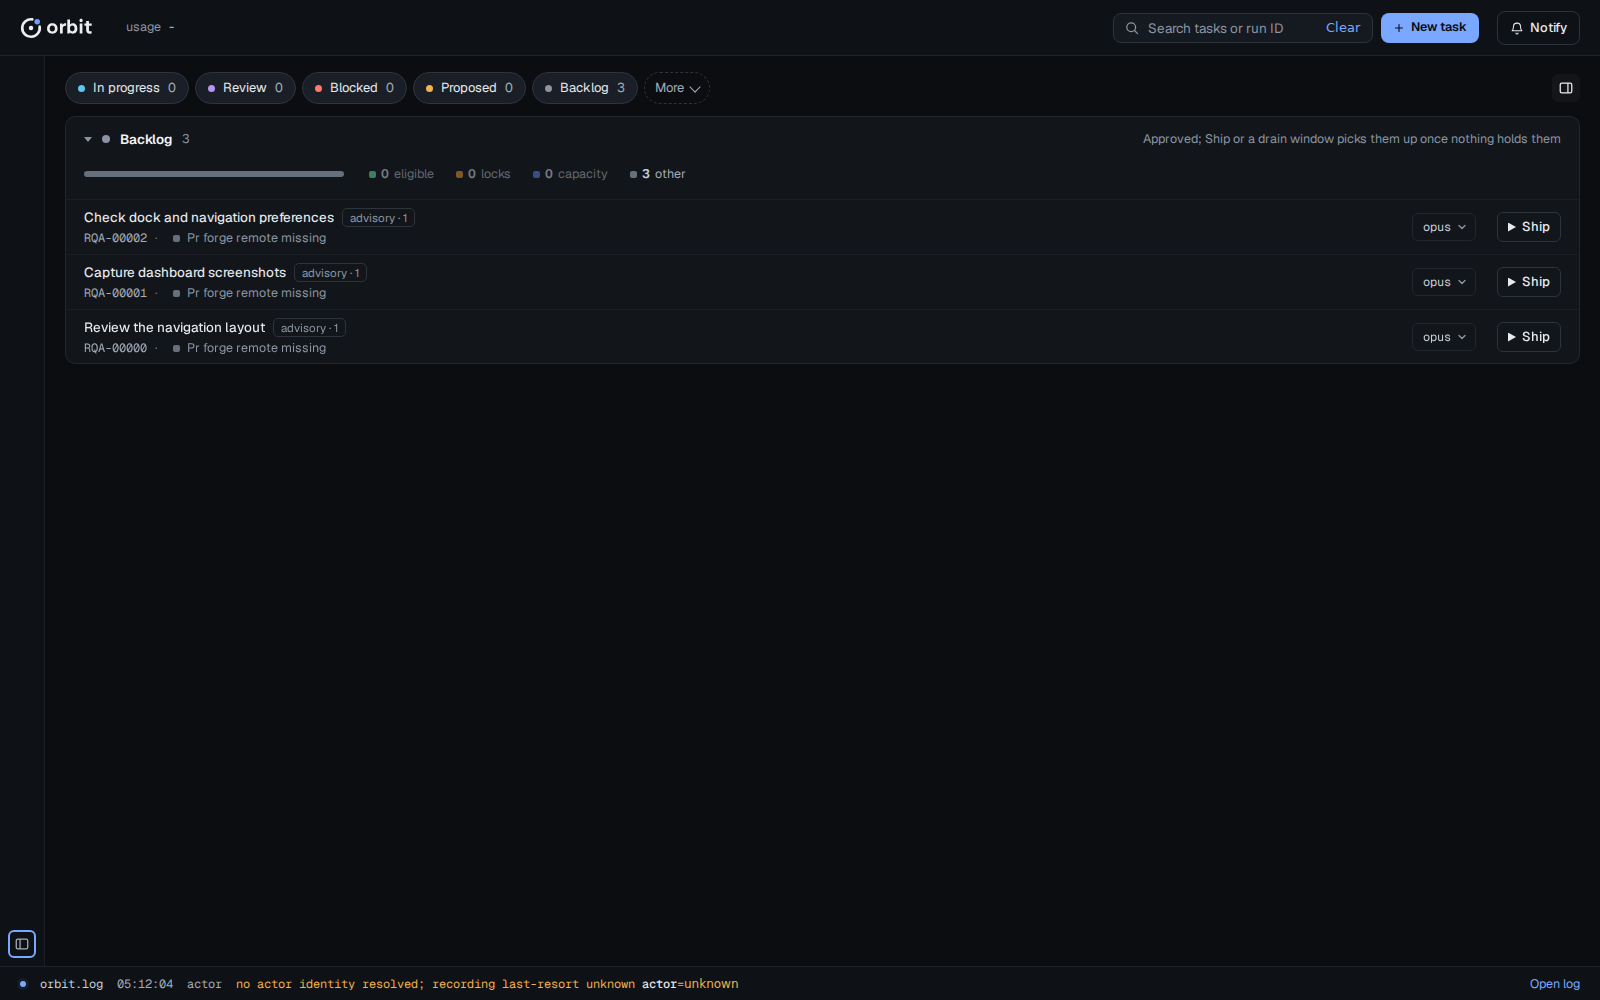 orbit usage - Search tasks or run ID Clear + New task Notify
In progress 0 Review 0 Blocked 0 Proposed 0 Backlog 3 More
Backlog 3 Approved; Ship or a drain window picks them up once nothing holds them
0 eligible 0 locks 0 capacity 3 other
Check dock and navigation preferences advisory · 1
RQA-00002 · Pr forge remote missing opus Ship
Capture dashboard screenshots advisory · 1
RQA-00001 · Pr forge remote missing opus Ship
Review the navigation layout advisory · 1
RQA-00000 · Pr forge remote missing opus Ship
orbit.log 05:12:04 actor no actor identity resolved; recording last-resort unknown actor=unknown Open log